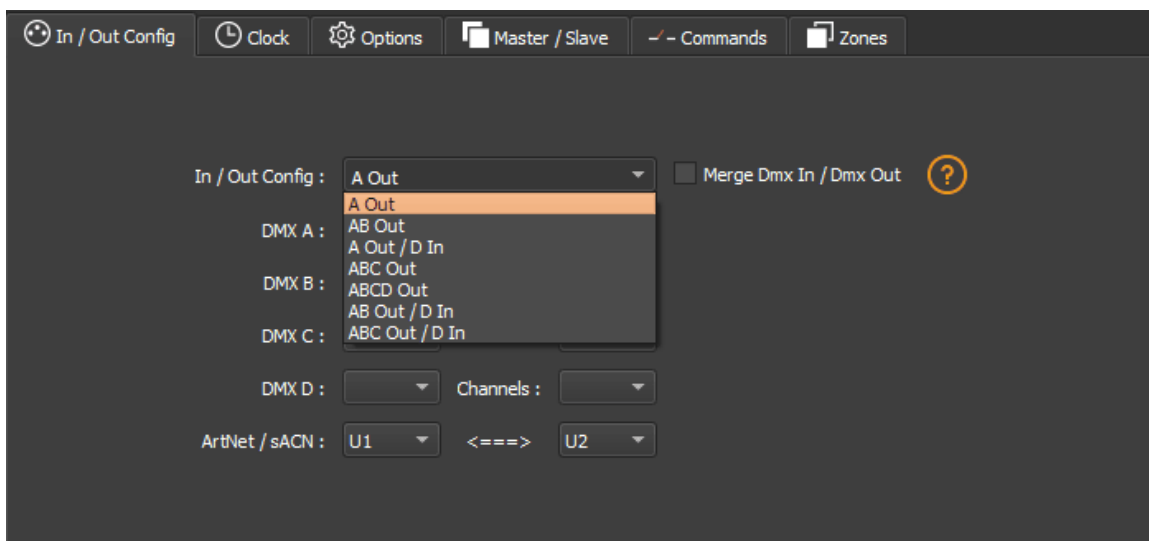 In / Out Config Clock Options Master / Slave Commands Zones
In / Out Config : A Out Merge Dmx In / Dmx Out ?
A Out
DMX A : AB Out
A Out / D In
ABC Out
DMX B : ABCD Out
AB Out / D In
DMX C : ABC Out / D In
DMX D : Channels :
ArtNet / sACN : U1 <===> U2